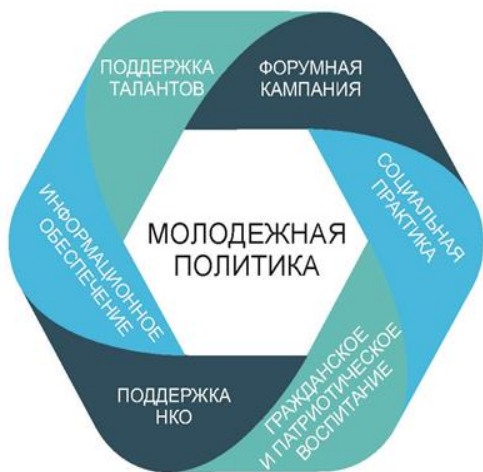 ПОДДЕРЖКА
ТАЛАНТОВ
ФОРУМНАЯ
КАМПАНИЯ
СОЦИАЛЬНАЯ
ПРАКТИКА
ГРАЖДАНСКОЕ
И ПАТРИОТИЧЕСКОЕ
ВОСПИТАНИЕ
ПОДДЕРЖКА
НКО
ИНФОРМАЦИОННОЕ
ОБЕСПЕЧЕНИЕ
МОЛОДЕЖНАЯ
ПОЛИТИКА